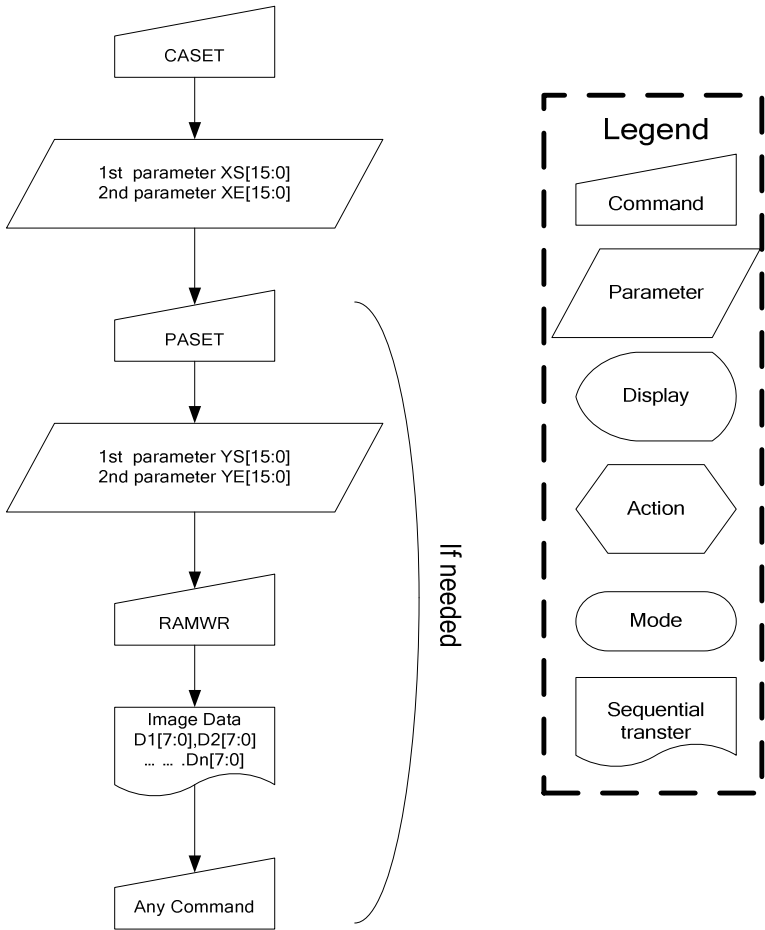 CASET
1st parameter XS[15:0]
2nd parameter XE[15:0]
PASET
1st parameter YS[15:0]
2nd parameter YE[15:0]
RAMWR
Image Data
D1[7:0],D2[7:0]
... ... .Dn[7:0]
Any Command
If needed
Legend
Command
Parameter
Display
Action
Mode
Sequential
transter